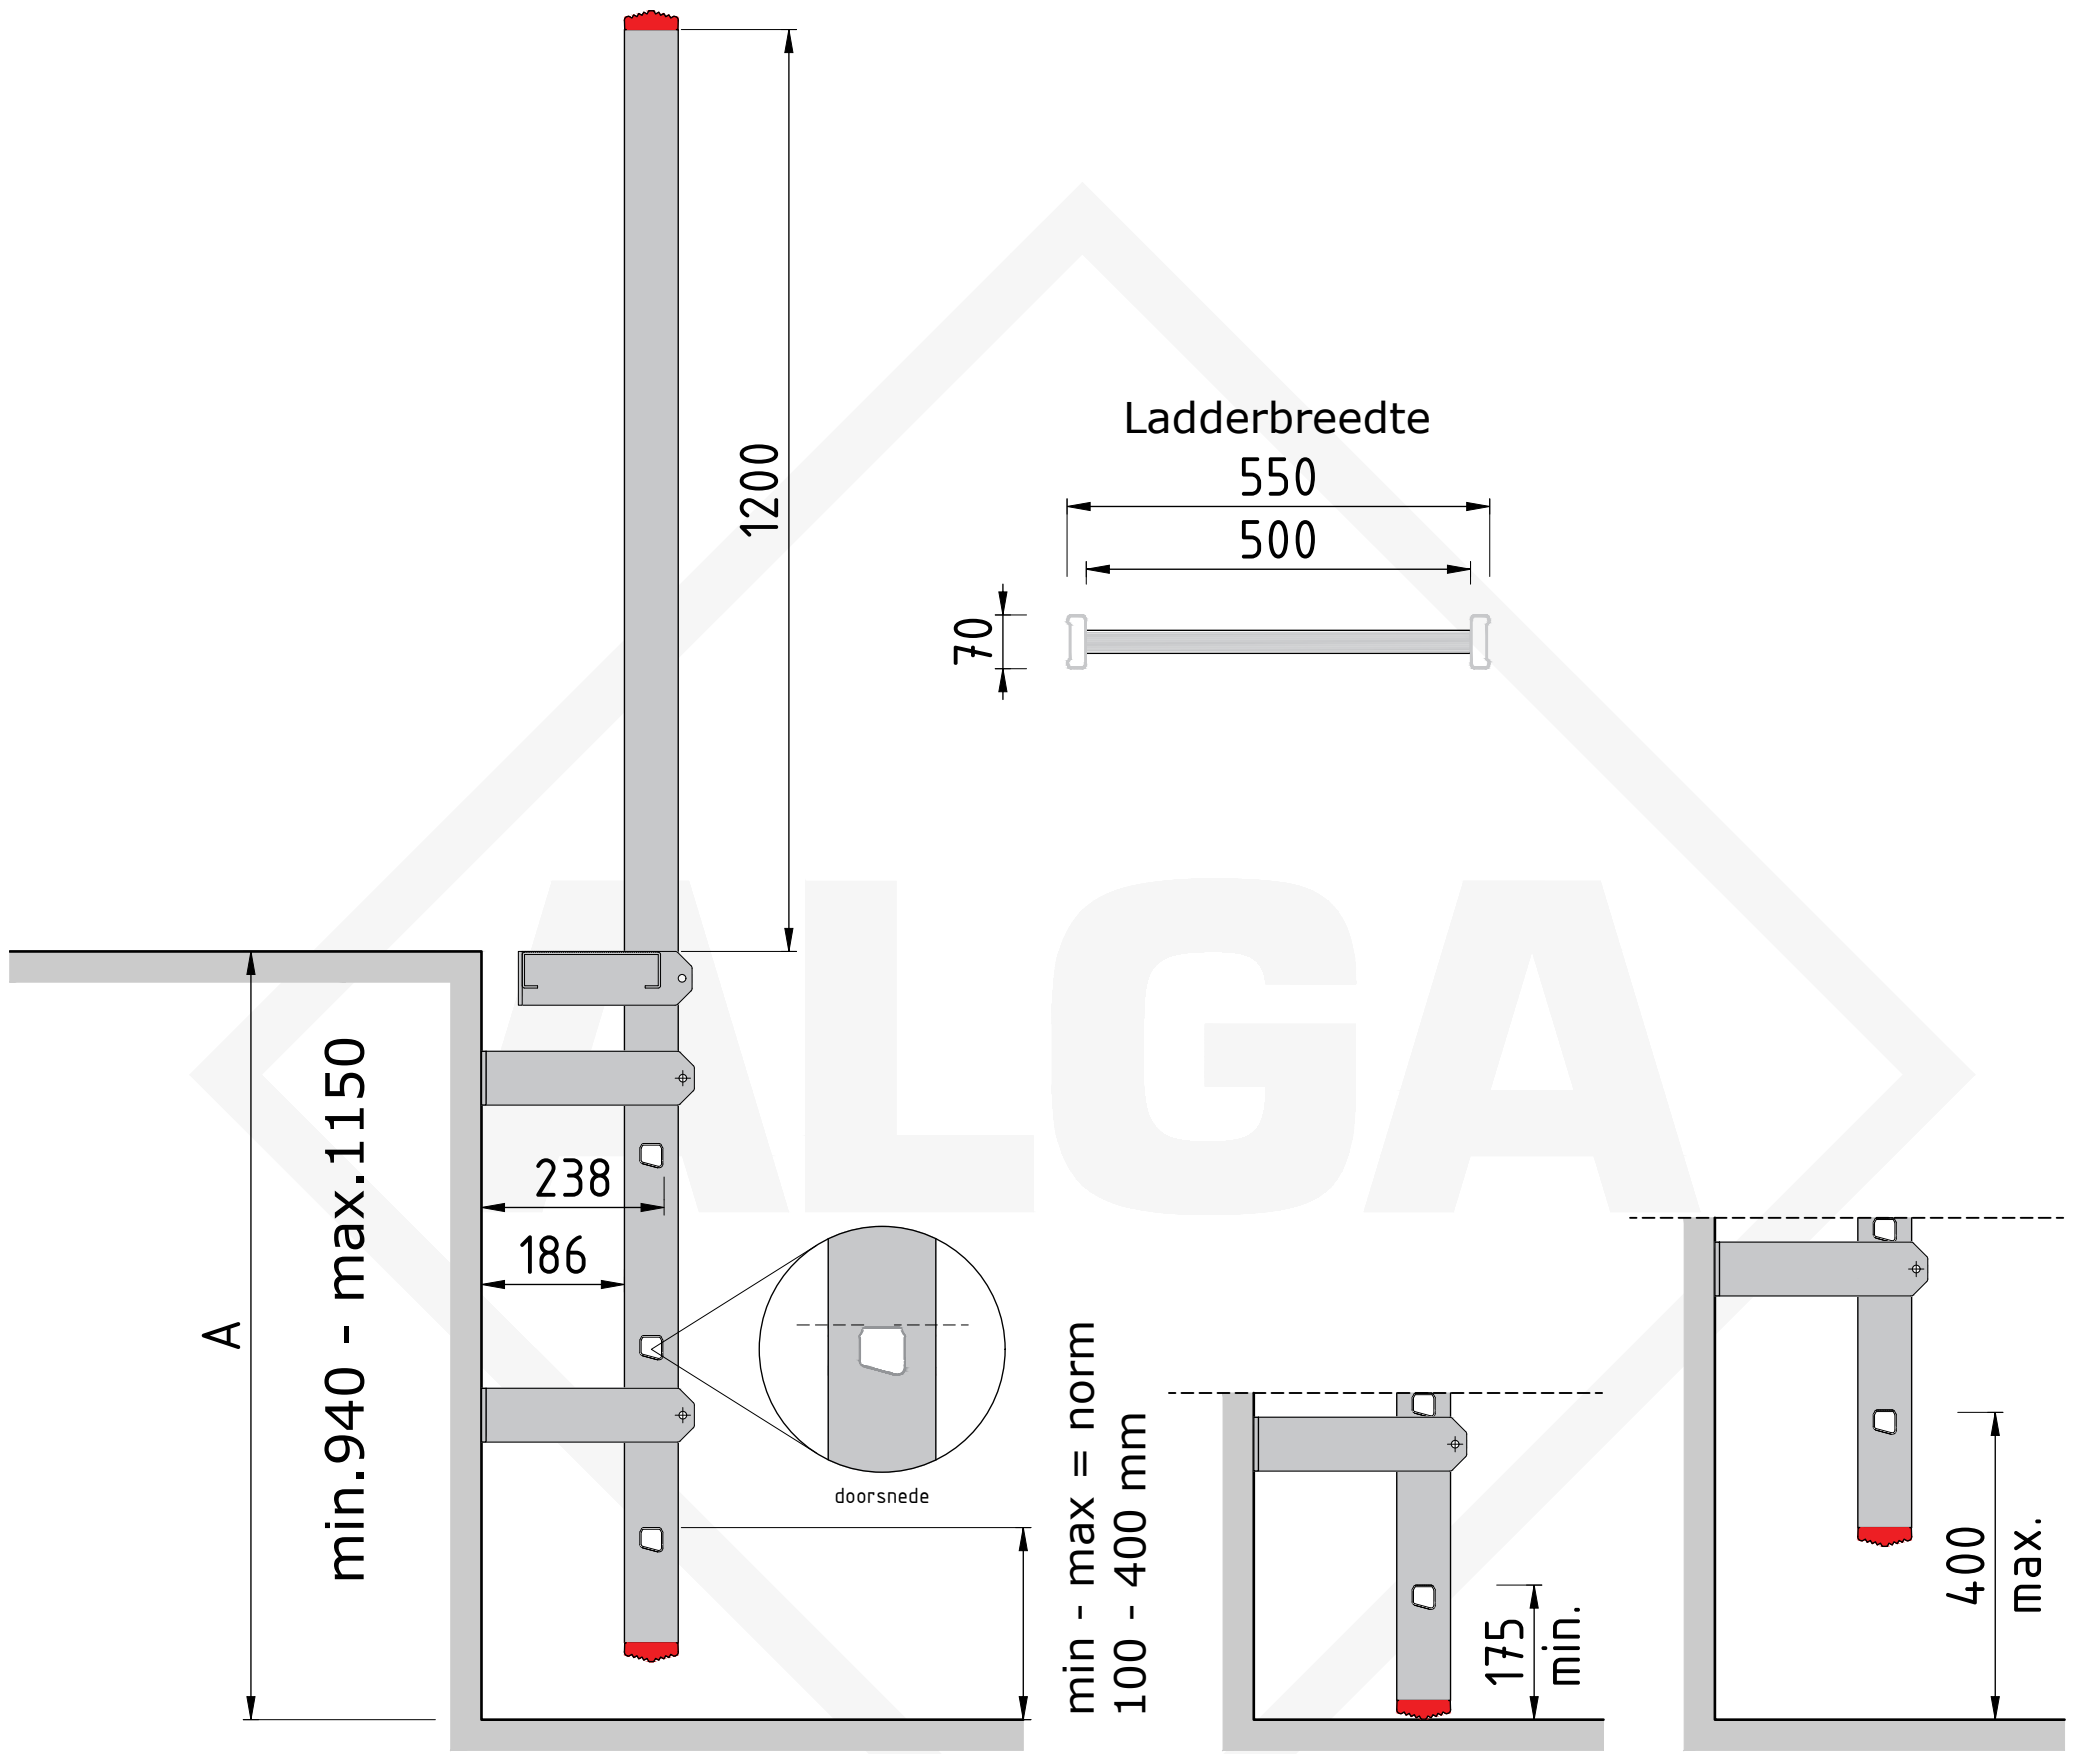 1200
Ladderbreedte
550
500
70
ALGA
A
min.940 - max.1150
238
186
doorsnede
min - max = norm
100 - 400 mm
175
min.
400
max.